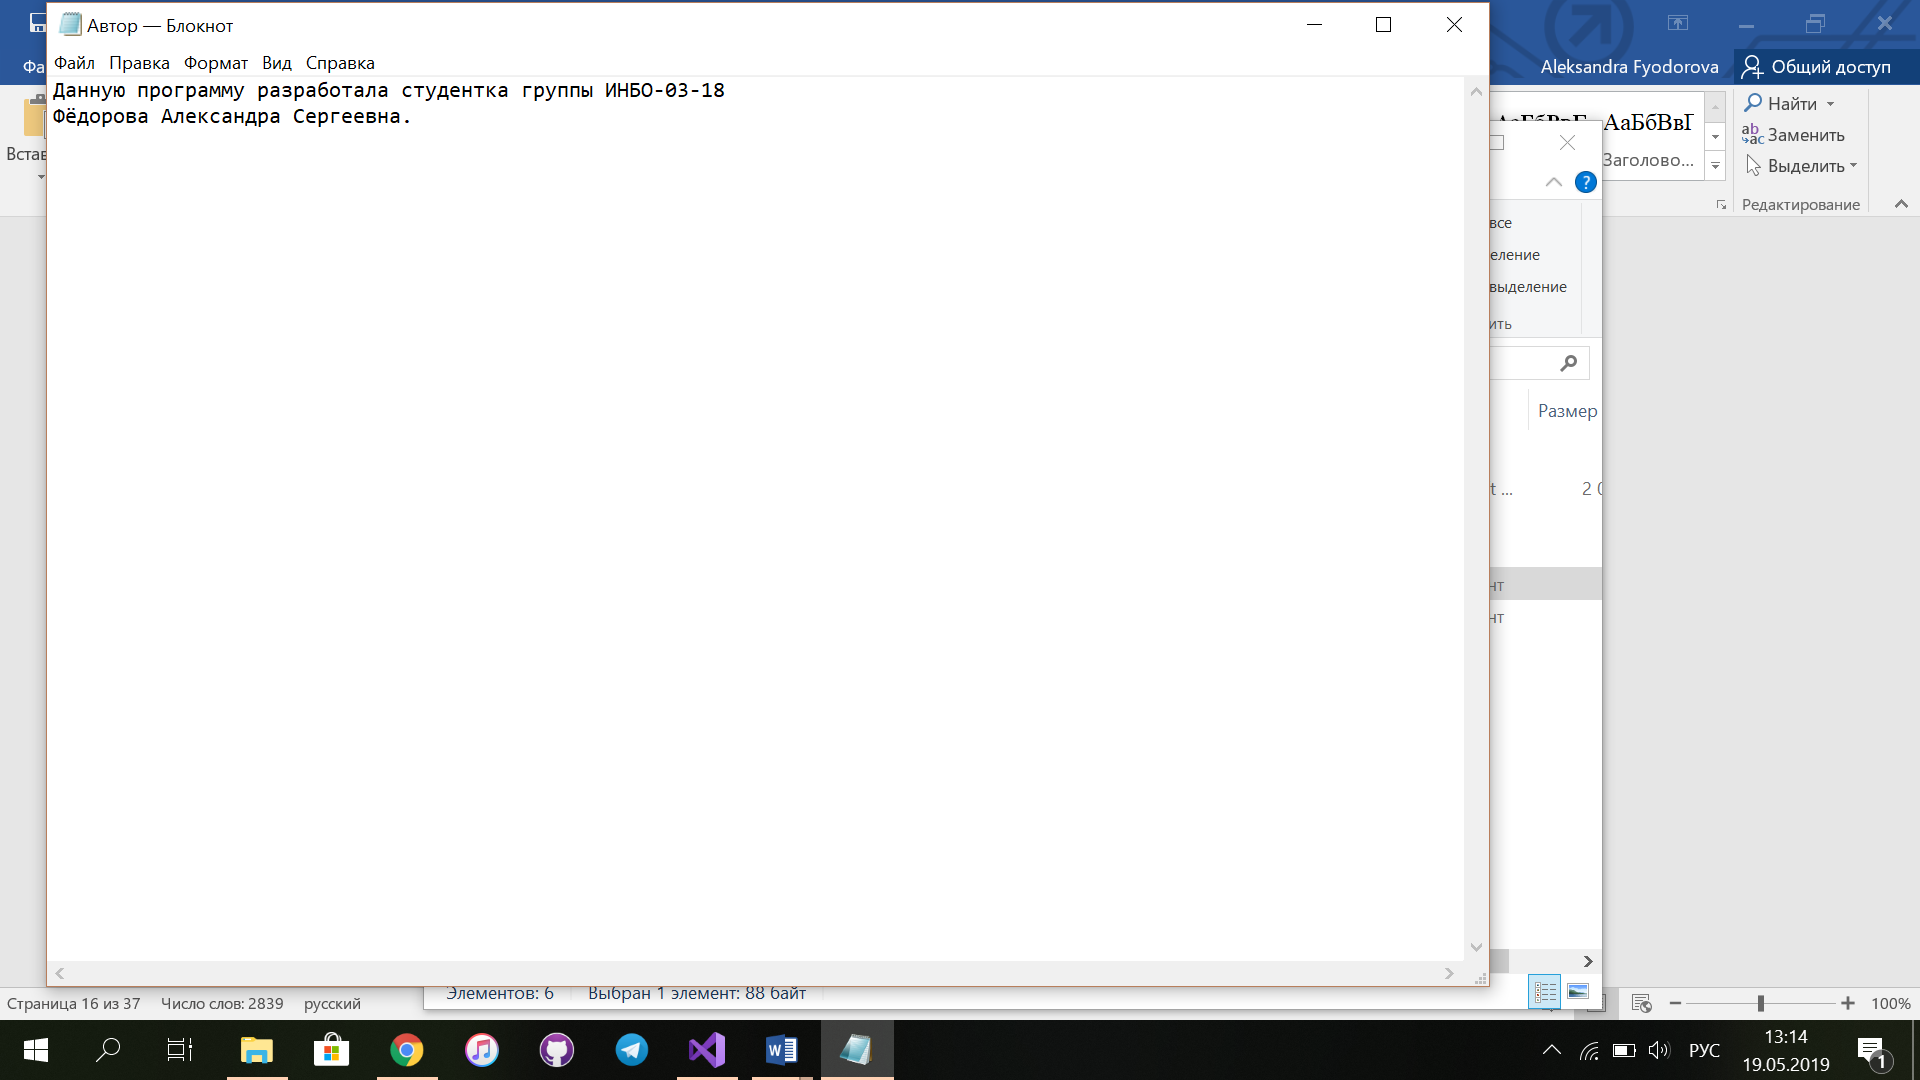 Автор — Блокнот
Файл Правка Формат Вид Справка
Данную программу разработала студентка группы ИНБО-03-18
Фёдорова Александра Сергеевна.
Aleksandra Fyodorova
Общий доступ
АаБбВвГ
Заголово...
Найти
Заменить
Выделить
Редактирование
Размер
Элементов: 6 Выбран 1 элемент: 88 байт
Страница 16 из 37 Число слов: 2839 русский
100%
РУС
13:14
19.05.2019
1